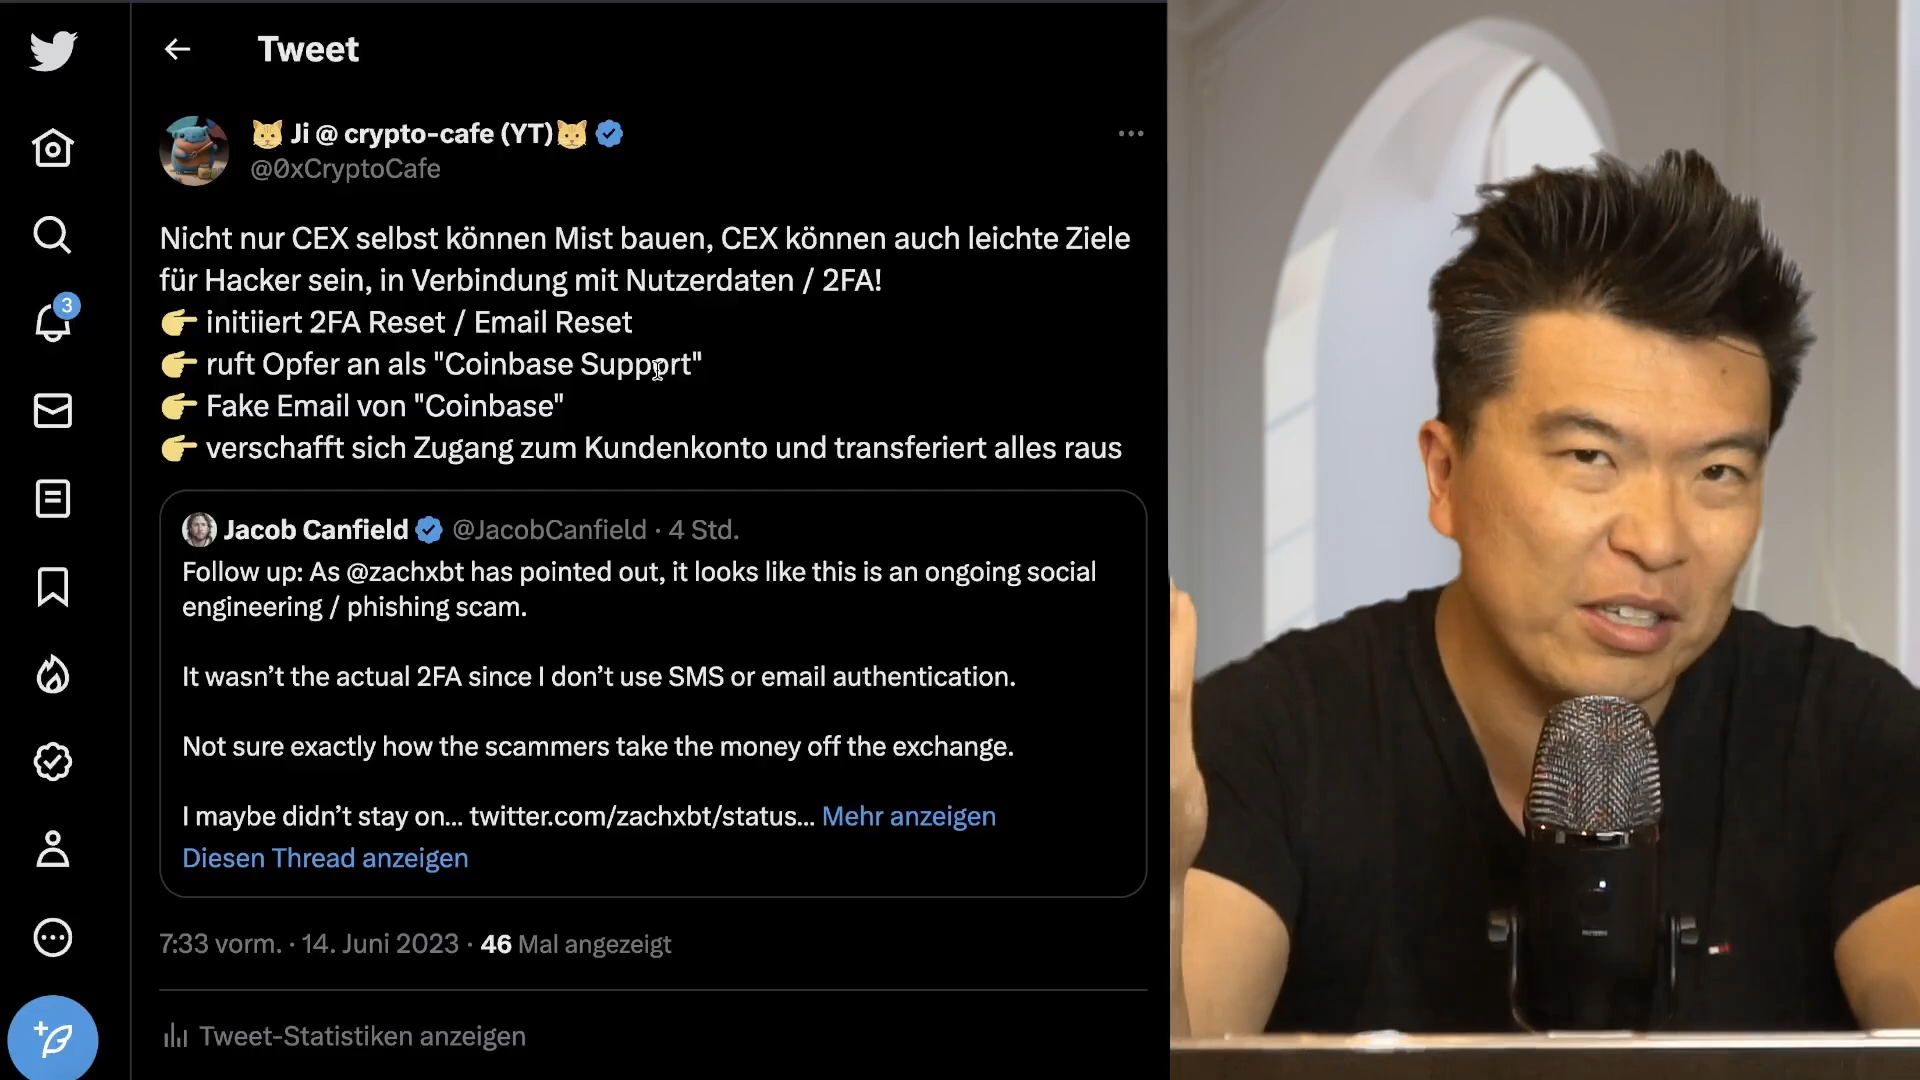 Tweet
🐱 Ji @ crypto-cafe (YT)🐱
@0xCryptoCafe
Nicht nur CEX selbst können Mist bauen, CEX können auch leichte Ziele
für Hacker sein, in Verbindung mit Nutzerdaten / 2FA!
👉 initiiert 2FA Reset / Email Reset
👉 ruft Opfer an als "Coinbase Support"
👉 Fake Email von "Coinbase"
👉 verschafft sich Zugang zum Kundenkonto und transferiert alles raus
Jacob Canfield @JacobCanfield · 4 Std.
Follow up: As @zachxbt has pointed out, it looks like this is an ongoing social
engineering / phishing scam.
It wasn’t the actual 2FA since I don’t use SMS or email authentication.
Not sure exactly how the scammers take the money off the exchange.
I maybe didn’t stay on... twitter.com/zachxbt/status... Mehr anzeigen
Diesen Thread anzeigen
7:33 vorm. · 14. Juni 2023 · 46 Mal angezeigt
Tweet-Statistiken anzeigen
3